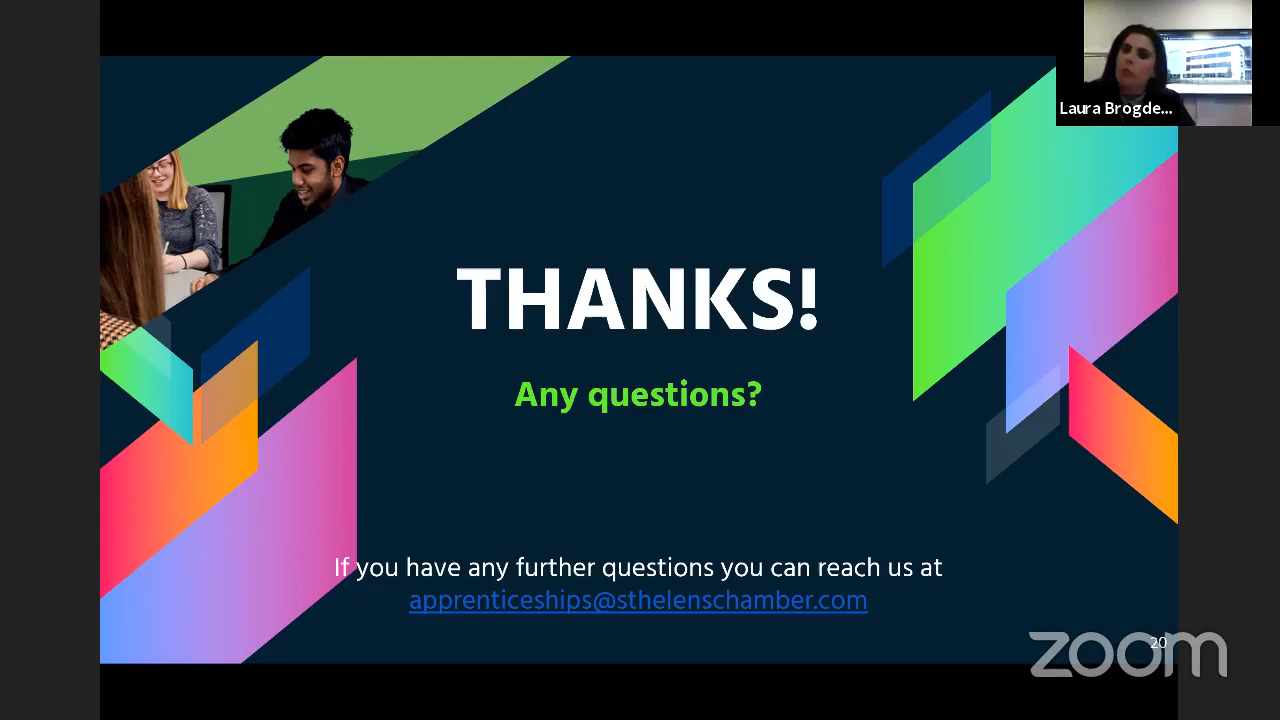 Laura Brogde...
THANKS!
Any questions?
If you have any further questions you can reach us at
apprenticeships@sthelenschamber.com
20
zoom